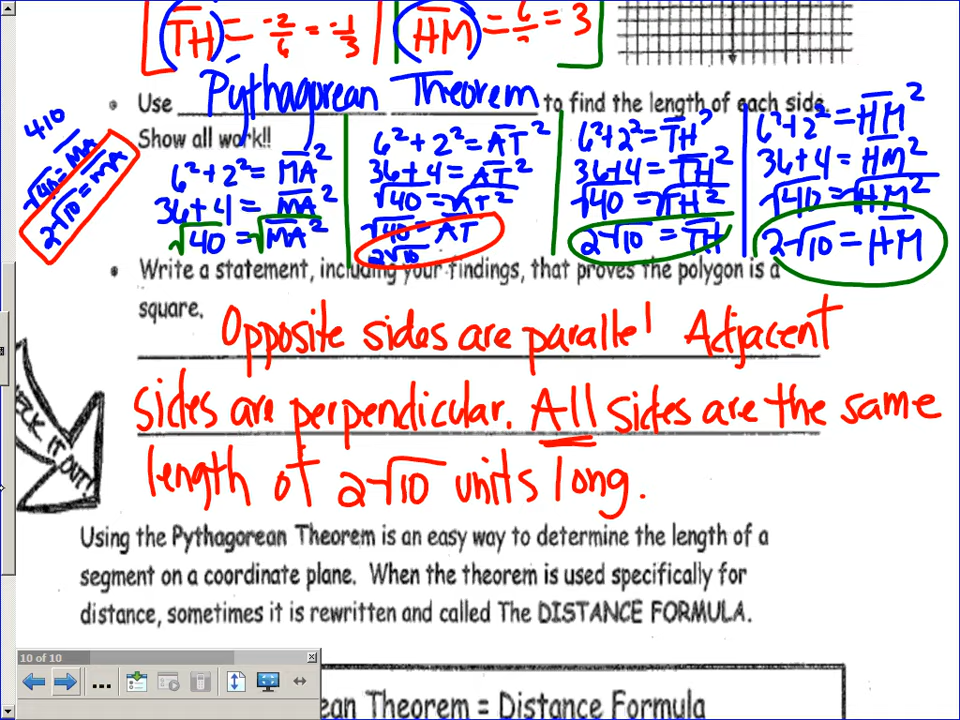 (TH) = -2/6 = -1/3 (HM) = 6/ = 3
• Use Pythagorean Theorem to find the length of each side.
Show all work!!
410
√40 = MA
2√10 = MA
6²+2² = MA²
36+4 = MA²
√40 = √MA²
6²+2² = AT²
36+4 = AT²
√40 = √AT²
√40 = AT
2√10
6²+2² = TH²
36+4 = TH²
√40 = √TH²
2√10 = TH
6²+2² = HM²
36+4 = HM²
√40 = √HM²
2√10 = HM
• Write a statement, including your findings, that proves the polygon is a
square.
Opposite sides are parallel Adjacent
sides are perpendicular. All sides are the same
length of 2√10 units long.
CK IT OUT!
Using the Pythagorean Theorem is an easy way to determine the length of a
segment on a coordinate plane. When the theorem is used specifically for
distance, sometimes it is rewritten and called The DISTANCE FORMULA.
10 of 10
ean Theorem = Distance Formula